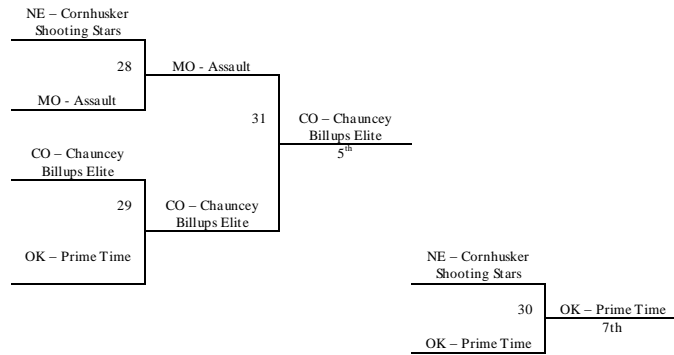 NE – Cornhusker
Shooting Stars
28
MO - Assault
MO - Assault
31
CO – Chauncey
Billups Elite
5th
CO – Chauncey
Billups Elite
29
CO – Chauncey
Billups Elite
OK – Prime Time
NE – Cornhusker
Shooting Stars
30
OK – Prime Time
7th
OK – Prime Time